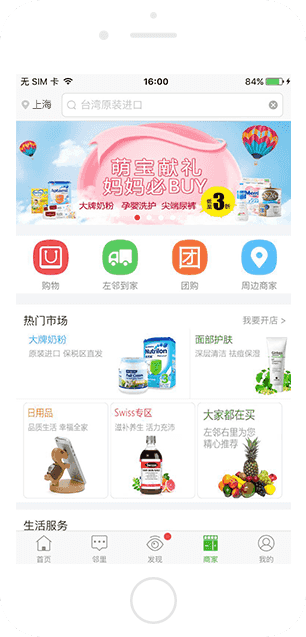 无 SIM 卡 16:00 84%
上海 台湾原装进口
萌宝献礼
妈妈必BUY
大牌奶粉 孕婴洗护 尖端尿裤 3折
购物 左邻到家 团购 周边商家
热门市场 我要开店 >
大牌奶粉 面部护肤
原装进口 保税区直发 深层清洁 祛痘保湿
Nutrilon
日用品 Swiss专区 大家都在买
品质生活 幸福全家 滋补养生 活力充沛 左邻右里为您
精心推荐
生活服务
首页 邻里 发现 商家 我的